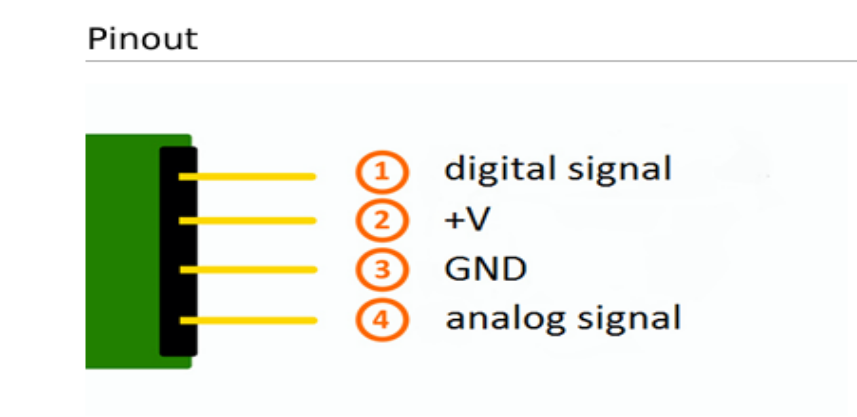 Pinout
1 digital signal
2 +V
3 GND
4 analog signal